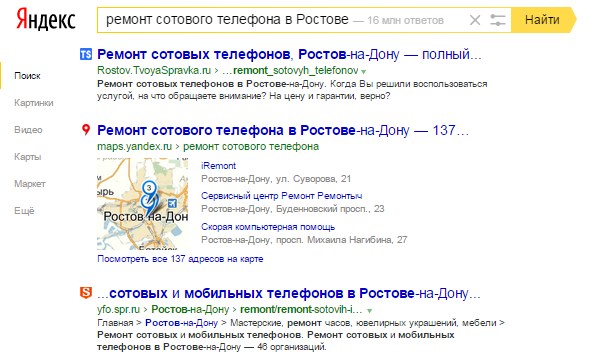 Яндекс
ремонт сотового телефона в Ростове — 16 млн ответов
Найти
Поиск
Картинки
Видео
Карты
Маркет
Ещё
TS Ремонт сотовых телефонов, Ростов-на-Дону — полный...
Rostov.TvoyaSpravka.ru › …remont_sotovyh_telefonov
Ремонт сотовых телефонов в Ростове-на-Дону. Когда Вы решили воспользоваться
услугой, на что обращаете внимание? На цену и гарантии, верно?
Ремонт сотового телефона в Ростове-на-Дону — 137…
maps.yandex.ru › ремонт сотового телефона
3
Ростов-на-Дон
iRemont
Ростов-на-Дону, ул. Суворова, 21
Сервисный центр Ремонт Ремонтыч
Ростов-на-Дону, Буденновский просп., 23
Скорая компьютерная помощь
Ростов-на-Дону, просп. Михаила Нагибина, 27
Посмотреть все 137 адресов на карте
...сотовых и мобильных телефонов в Ростове-на-Дону…
yfo.spr.ru › Ростов-на-Дону › remont/remont-sotovih-i…
Главная > Ростов-на-Дону > Мастерские, ремонт часов, ювелирных украшений, мебели >
Ремонт сотовых и мобильных телефонов. Ремонт сотовых и мобильных
телефонов в Ростове-на-Дону — 46 организаций.